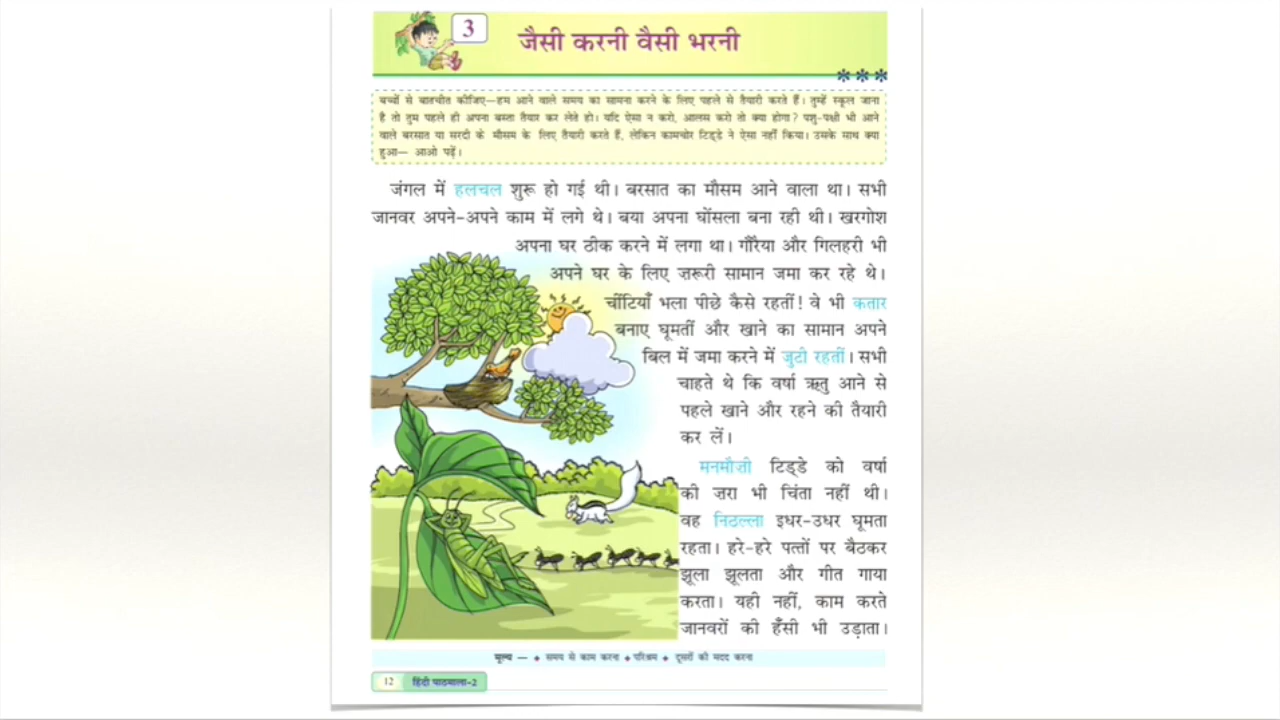 3
जैसी करनी वैसी भरनी
***
बच्चों से बातचीत कीजिए—हम आने वाले समय का सामना करने के लिए पहले से तैयारी करते हैं। तुम्हें स्कूल जाना
है तो तुम पहले ही अपना बस्ता तैयार कर लेते हो। यदि ऐसा न करो, आलस करो तो क्या होगा? पशु-पक्षी भी आने
वाले बरसात या सरदी के मौसम के लिए तैयारी करते हैं, लेकिन कामचोर टिड्डे ने ऐसा नहीं किया। उसके साथ क्या
हुआ— आओ पढ़ें।
जंगल में हलचल शुरू हो गई थी। बरसात का मौसम आने वाला था। सभी
जानवर अपने-अपने काम में लगे थे। बया अपना घोंसला बना रही थी। खरगोश
अपना घर ठीक करने में लगा था। गौरैया और गिलहरी भी
अपने घर के लिए ज़रूरी सामान जमा कर रहे थे।
चींटियाँ भला पीछे कैसे रहतीं! वे भी कतार
बनाए घूमतीं और खाने का सामान अपने
बिल में जमा करने में जुटी रहतीं। सभी
चाहते थे कि वर्षा ऋतु आने से
पहले खाने और रहने की तैयारी
कर लें।
मनमौजी टिड्डे को वर्षा
की ज़रा भी चिंता नहीं थी।
वह निठल्ला इधर-उधर घूमता
रहता। हरे-हरे पत्तों पर बैठकर
झूला झूलता और गीत गाया
करता। यही नहीं, काम करते
जानवरों की हँसी भी उड़ाता।
मूल्य — ✦ समय से काम करना ✦ परिश्रम ✦ दूसरों की मदद करना
12 हिंदी पाठमाला-2